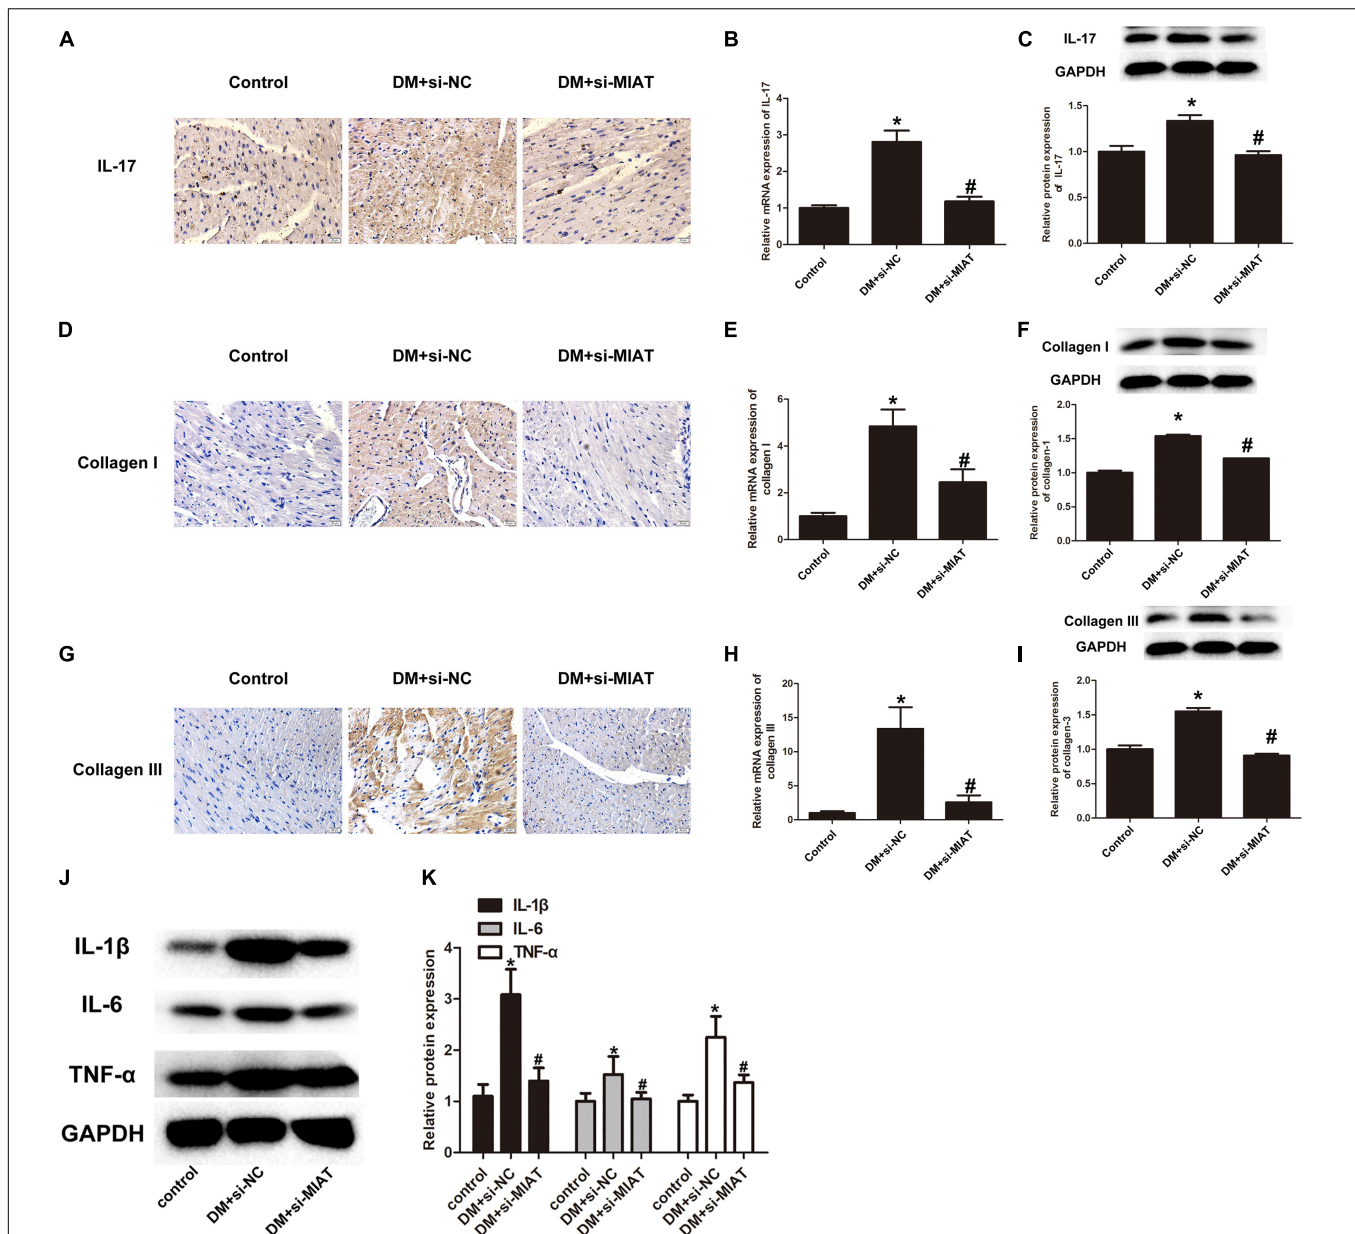 A
Control
DM+si-NC
DM+si-MIAT
IL-17
B
Relative mRNA expression of IL-17
4
3
2
1
0
*
#
Control
DM+si-NC
DM+si-MIAT
C
IL-17
GAPDH
Relative protein expression
of IL-17
1.5
1.0
0.5
0.0
*
#
Control
DM+si-NC
DM+si-MIAT
D
Control
DM+si-NC
DM+si-MIAT
Collagen I
E
Relative mRNA expression of
collagen I
6
4
2
0
*
#
Control
DM+si-NC
DM+si-MIAT
F
Collagen I
GAPDH
Relative protein expression
of collagen-1
2.0
1.5
1.0
0.5
0.0
*
#
Control
DM+si-NC
DM+si-MIAT
G
Control
DM+si-NC
DM+si-MIAT
Collagen III
H
Relative mRNA expression of
collagen III
20
15
10
5
0
*
#
Control
DM+si-NC
DM+si-MIAT
Collagen III
GAPDH
I
Relative protein expression
of collagen-3
2.0
1.5
1.0
0.5
0.0
*
#
Control
DM+si-NC
DM+si-MIAT
J
IL-1β
IL-6
TNF-α
GAPDH
control
DM+si-NC
DM+si-MIAT
K
IL-1β
IL-6
TNF-α
Relative protein expression
4
3
2
1
0
*
#
*
#
*
#
control
DM+si-NC
DM+si-MIAT
control
DM+si-NC
DM+si-MIAT
control
DM+si-NC
DM+si-MIAT